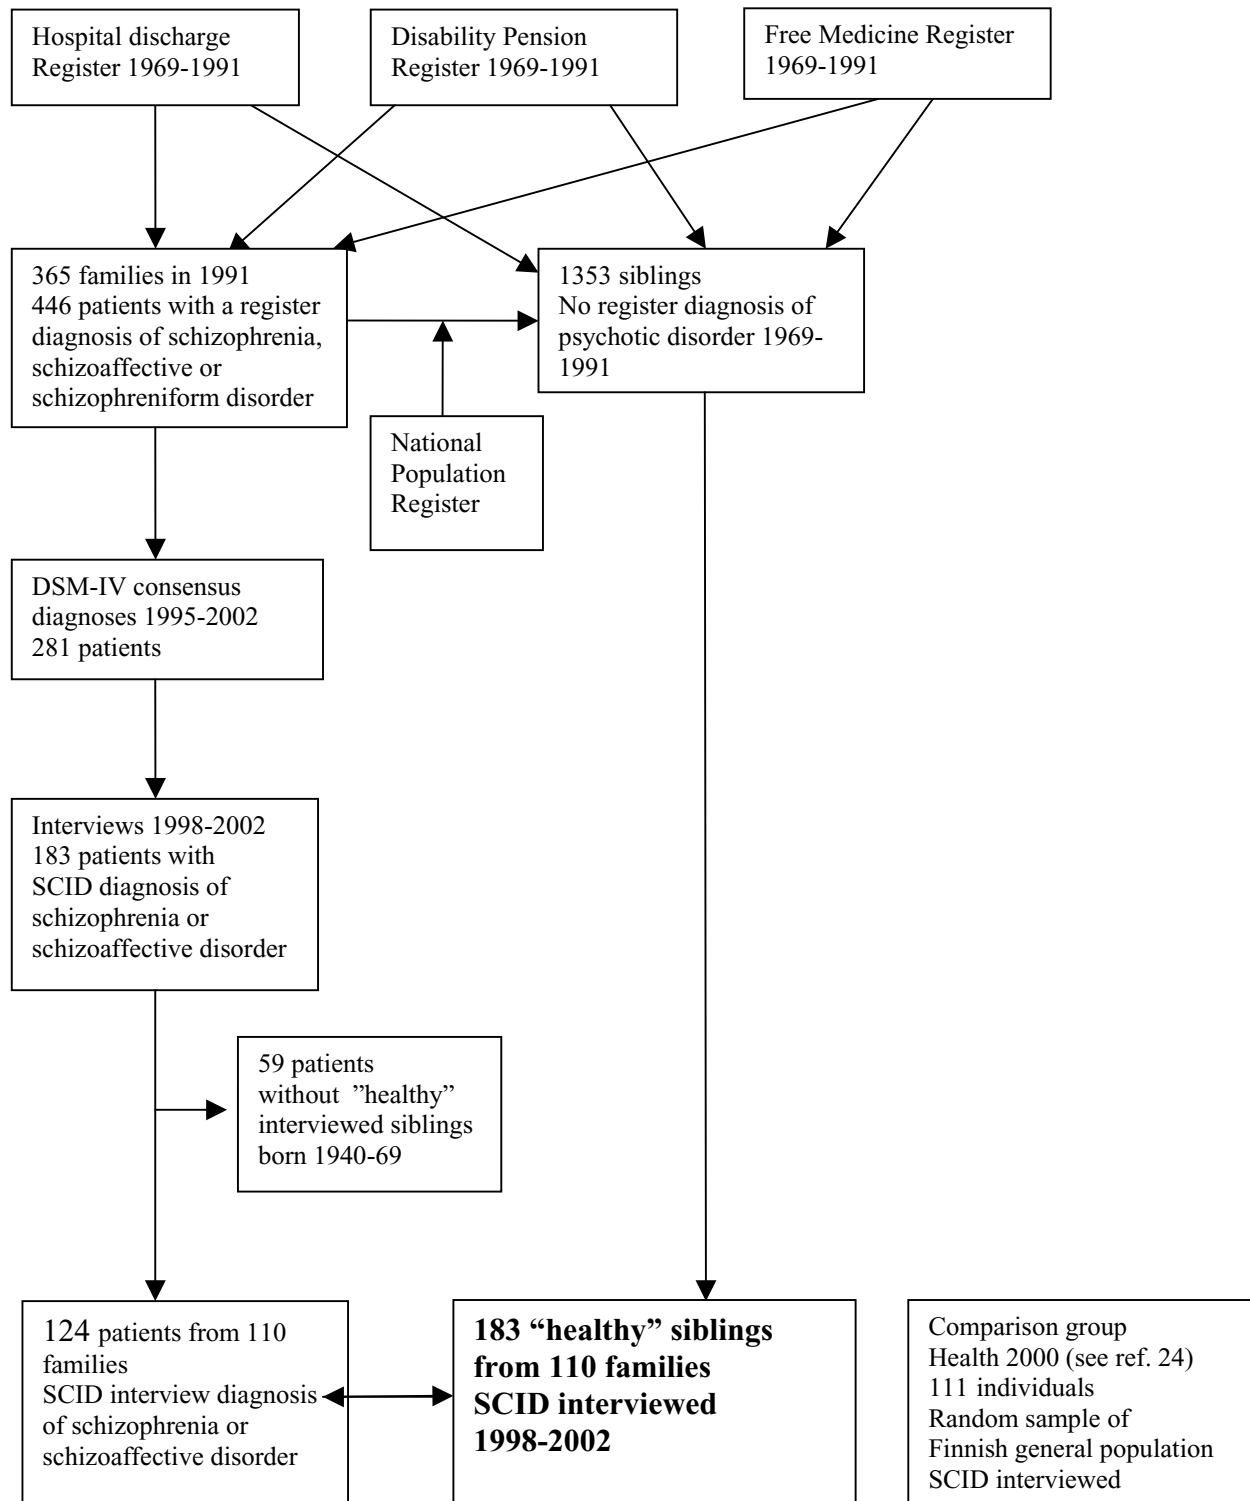 Hospital discharge
Register 1969-1991
Disability Pension
Register 1969-1991
Free Medicine Register
1969-1991
365 families in 1991
446 patients with a register
diagnosis of schizophrenia,
schizoaffective or
schizophreniform disorder
1353 siblings
No register diagnosis of
psychotic disorder 1969-
1991
National
Population
Register
DSM-IV consensus
diagnoses 1995-2002
281 patients
Interviews 1998-2002
183 patients with
SCID diagnosis of
schizophrenia or
schizoaffective disorder
59 patients
without ”healthy”
interviewed siblings
born 1940-69
124 patients from 110
families
SCID interview diagnosis
of schizophrenia or
schizoaffective disorder
183 “healthy” siblings
from 110 families
SCID interviewed
1998-2002
Comparison group
Health 2000 (see ref. 24)
111 individuals
Random sample of
Finnish general population
SCID interviewed